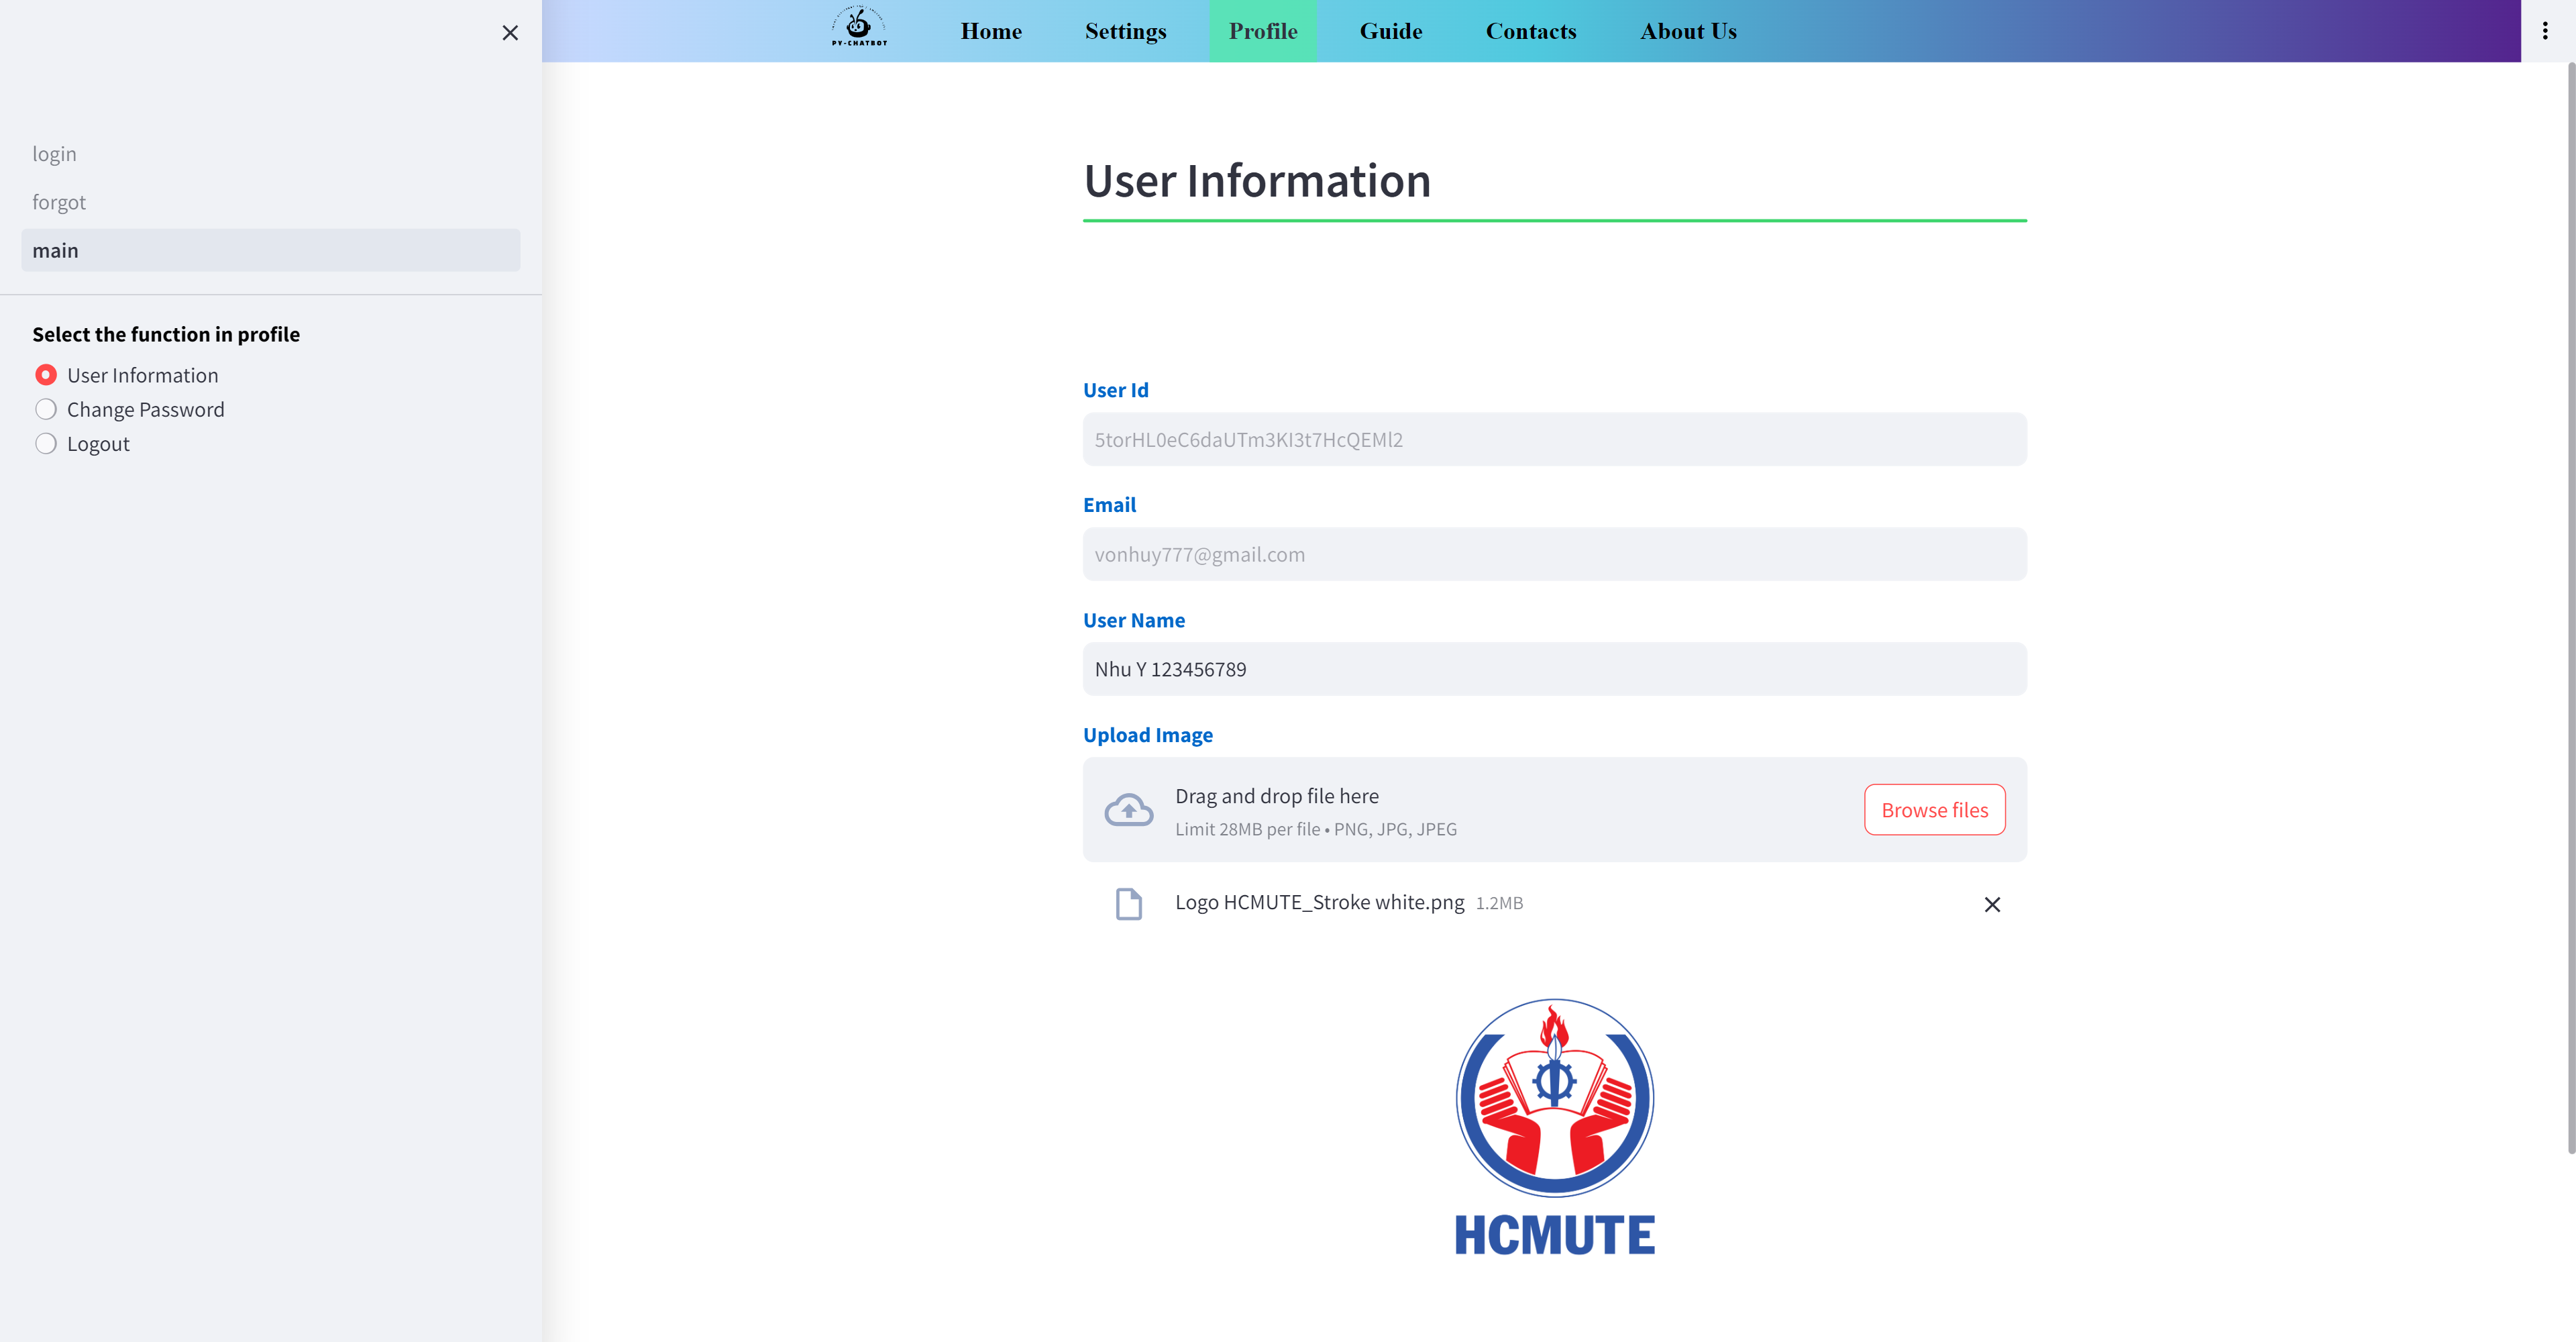 PY-CHATBOT
Home
Settings
Profile
Guide
Contacts
About Us
login
forgot
main
Select the function in profile
User Information
Change Password
Logout
User Information
User Id
5torHL0eC6daUTm3KI3t7HcQEMl2
Email
vonhuy777@gmail.com
User Name
Nhu Y 123456789
Upload Image
Drag and drop file here
Limit 28MB per file • PNG, JPG, JPEG
Browse files
Logo HCMUTE_Stroke white.png 1.2MB
HCMUTE